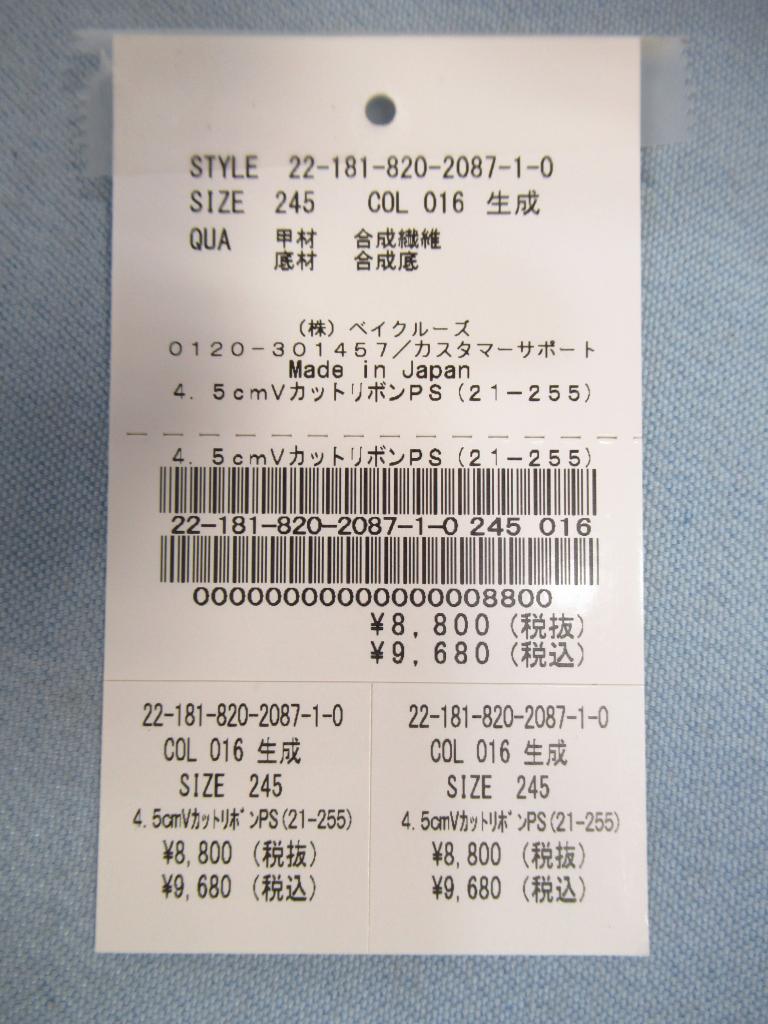 STYLE 22-181-820-2087-1-0
SIZE 245 COL 016 生成
QUA 甲材 合成繊維
底材 合成底
（株）ベイクルーズ
０１２０－３０１４５７／カスタマーサポート
Made in Japan
４．５ｃｍＶカットリボンＰＳ（２１－２５５）
４．５ｃｍＶカットリボンＰＳ（２１－２５５）
22-181-820-2087-1-0 245 016
00000000000000008800
¥8,800（税抜）
¥9,680（税込）
22-181-820-2087-1-0
COL 016 生成
SIZE 245
4.5cmVｶｯﾄﾘﾎﾞﾝPS(21-255)
¥8,800（税抜）
¥9,680（税込）
22-181-820-2087-1-0
COL 016 生成
SIZE 245
4.5cmVｶｯﾄﾘﾎﾞﾝPS(21-255)
¥8,800（税抜）
¥9,680（税込）